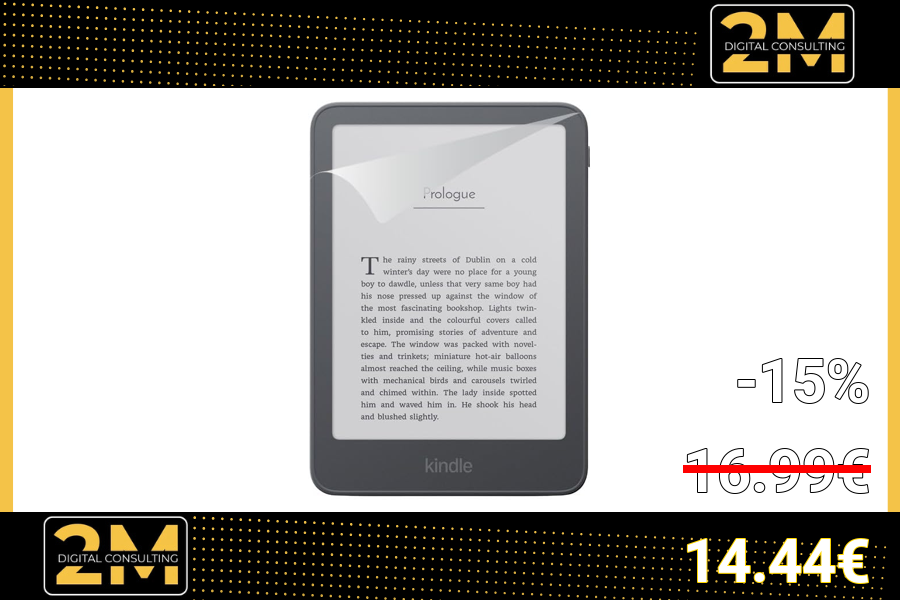 2M
DIGITAL CONSULTING
Prologue
The rainy streets of Dublin on a cold
winter's day were no place for a young
boy to dawdle, unless that very same boy had
his nose pressed up against the window of
the most fascinating bookshop. Lights twin-
kled inside and the colourful covers called
to him, promising stories of adventure and
escape. The window was packed with novel-
ties and trinkets; miniature hot-air balloons
almost reached the ceiling, while music boxes
with mechanical birds and carousels twirled
and chimed within. The lady inside spotted
him and waved him in. He shook his head
and blushed slightly.
kindle
-15%
16.99€
2M
DIGITAL CONSULTING
14.44€